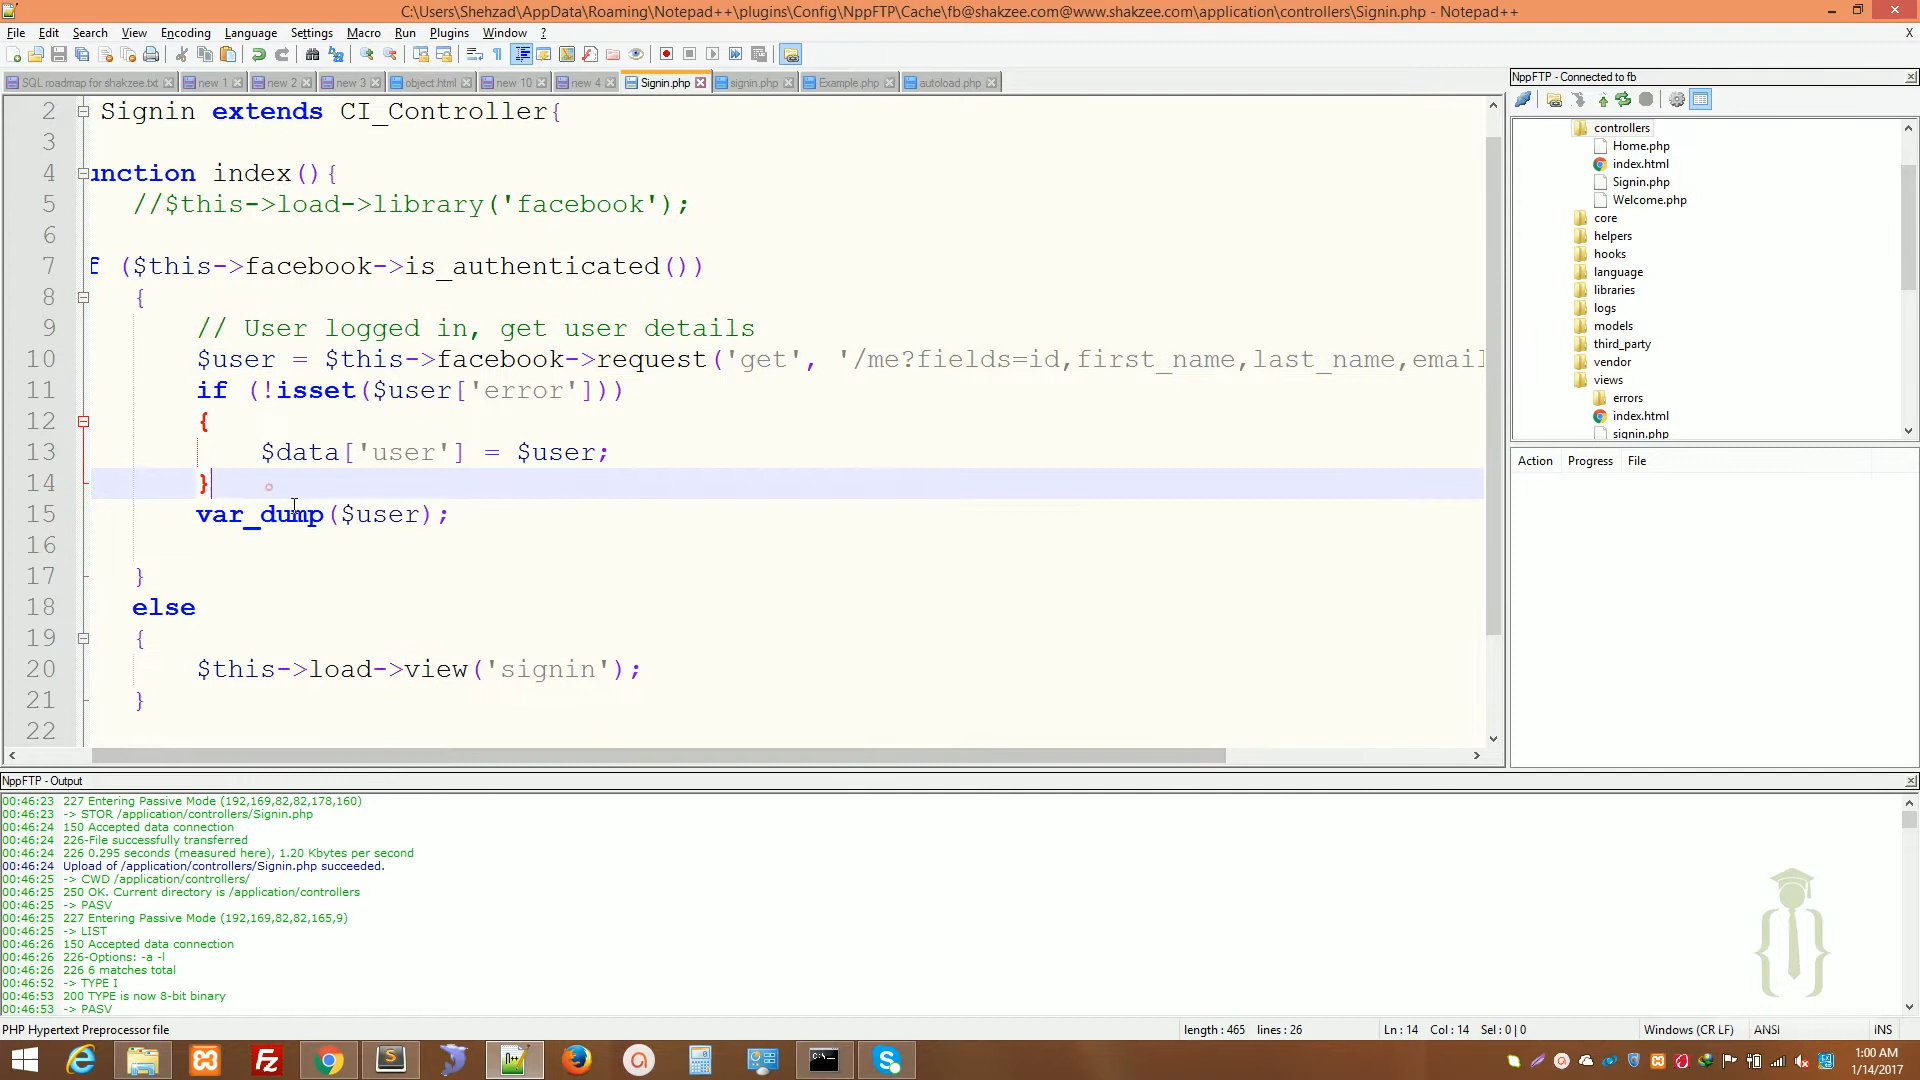 C:\Users\Shehzad\AppData\Roaming\Notepad++\plugins\Config\NppFTP\Cache\fb@shakzee.com@www.shakzee.com\application\controllers\Signin.php - Notepad++
File Edit Search View Encoding Language Settings Macro Run Plugins Window ? X
SQL roadmap for shakzee.txt new 1 new 2 new 3 object.html new 10 new 4 Signin.php signin.php Example.php autoload.php
2 Signin extends CI_Controller{
3
4 unction index(){
5 //$this->load->library('facebook');
6
7 f ($this->facebook->is_authenticated())
8 {
9 // User logged in, get user details
10 $user = $this->facebook->request('get', '/me?fields=id,first_name,last_name,email
11 if (!isset($user['error']))
12 {
13 $data['user'] = $user;
14 }
15 var_dump($user);
16
17 }
18 else
19 {
20 $this->load->view('signin');
21 }
22
NppFTP - Connected to fb
controllers
Home.php
index.html
Signin.php
Welcome.php
core
helpers
hooks
language
libraries
logs
models
third_party
vendor
views
errors
index.html
signin.php
Action Progress File
NppFTP - Output
00:46:23 227 Entering Passive Mode (192,169,82,82,178,160)
00:46:23 -> STOR /application/controllers/Signin.php
00:46:24 150 Accepted data connection
00:46:24 226-File successfully transferred
00:46:24 226 0.295 seconds (measured here), 1.20 Kbytes per second
00:46:24 Upload of /application/controllers/Signin.php succeeded.
00:46:25 -> CWD /application/controllers/
00:46:25 250 OK. Current directory is /application/controllers
00:46:25 -> PASV
00:46:25 227 Entering Passive Mode (192,169,82,82,165,9)
00:46:25 -> LIST
00:46:26 150 Accepted data connection
00:46:26 226-Options: -a -l
00:46:26 226 6 matches total
00:46:52 -> TYPE I
00:46:53 200 TYPE is now 8-bit binary
00:46:53 -> PASV
PHP Hypertext Preprocessor file length : 465 lines : 26 Ln : 14 Col : 14 Sel : 0 | 0 Windows (CR LF) ANSI INS
1:00 AM
1/14/2017